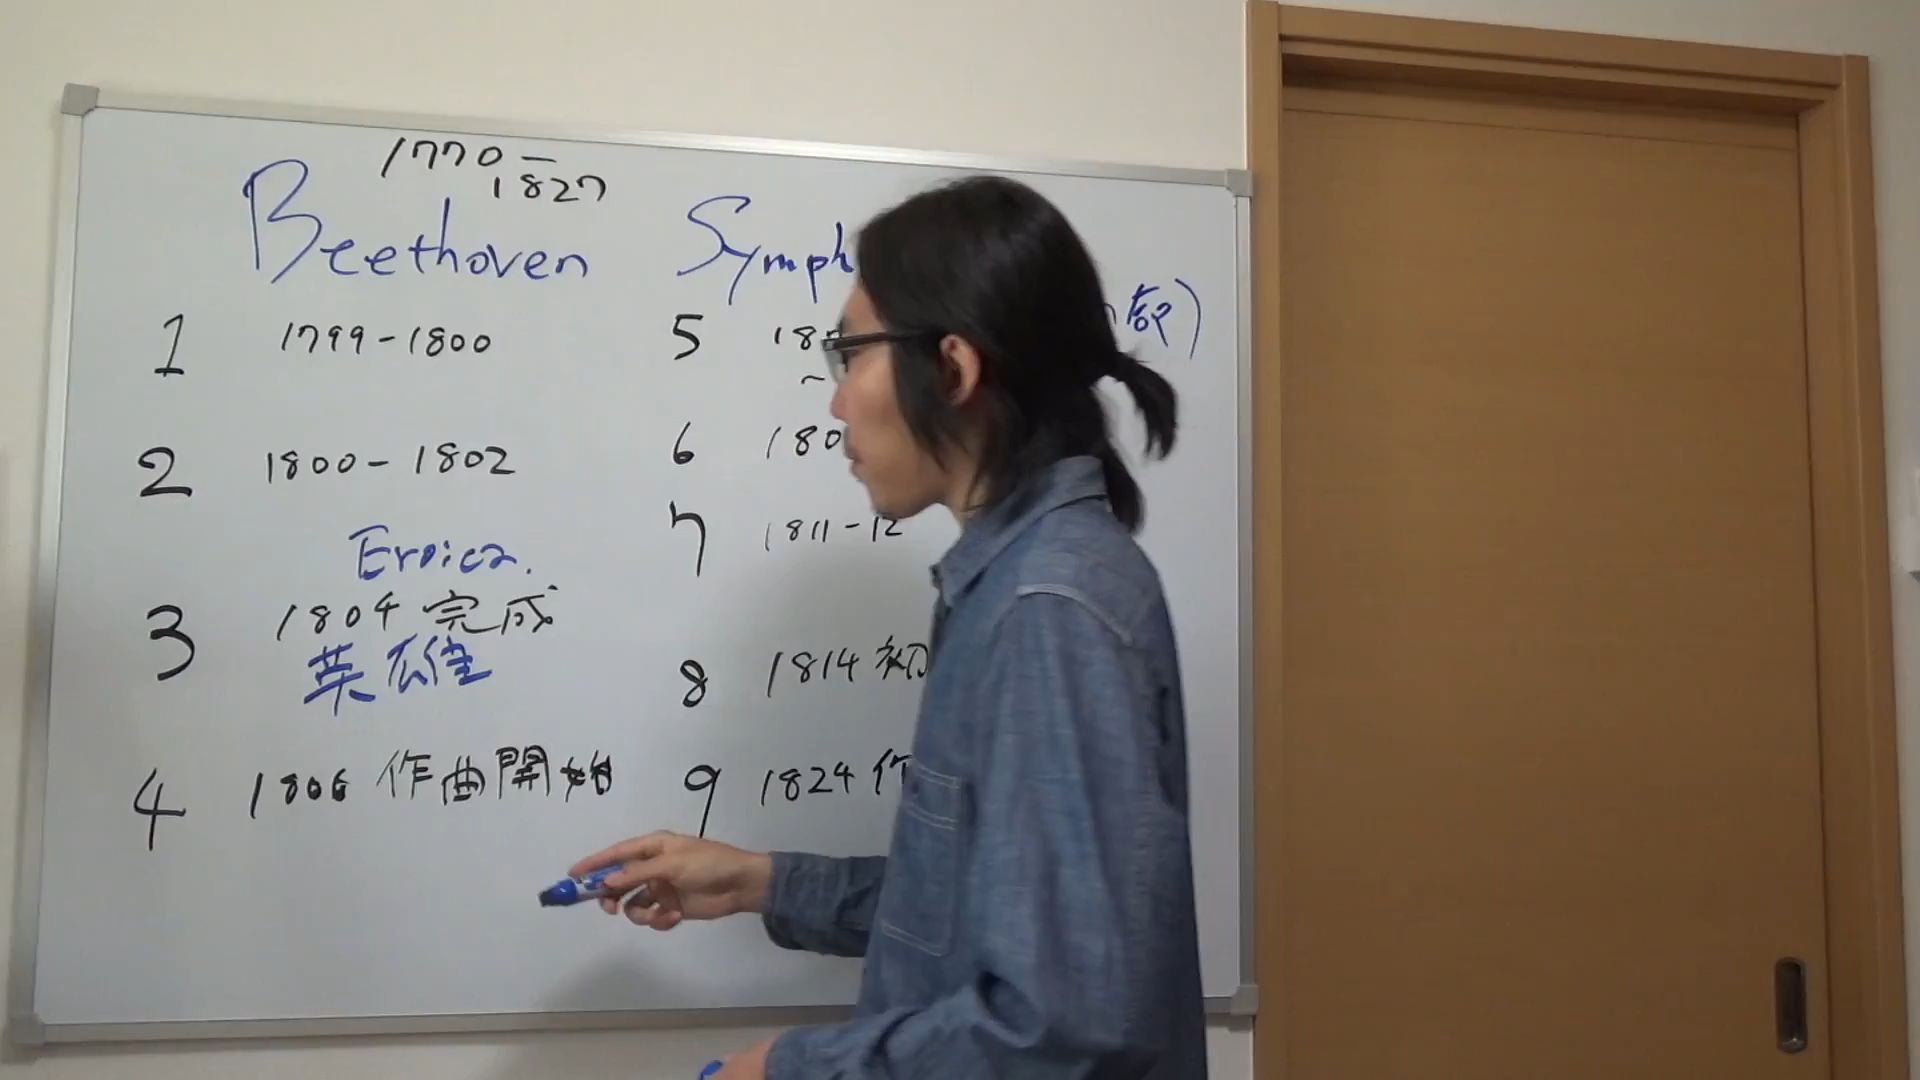 1770-
1827
Beethoven
1 1799-1800
2 1800-1802
Eroica.
3 1804 完成
英雄
4 1806 作曲開始
Symph
5 180
~
6 180
7 1811-12
8 1814 初
9 1824 作